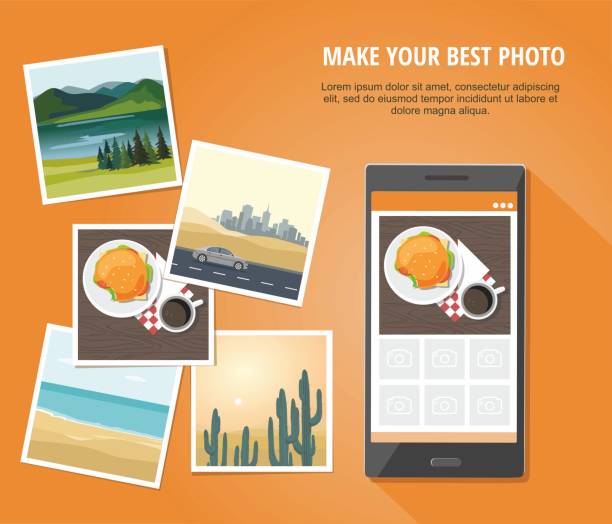 MAKE YOUR BEST PHOTO
Lorem ipsum dolor sit amet, consectetur adipiscing
elit, sed do eiusmod tempor incididunt ut labore et
dolore magna aliqua.